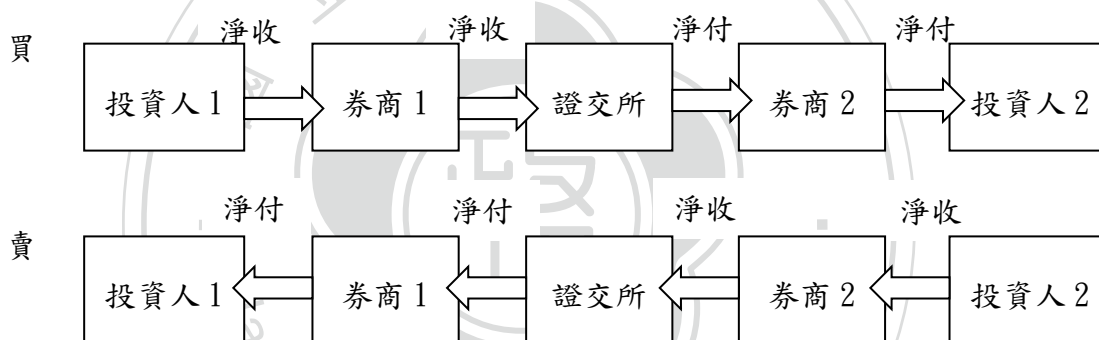 淨收 淨收 淨付 淨付
買
投資人1 券商1 證交所 券商2 投資人2
淨付 淨付 淨收 淨收
賣
投資人1 券商1 證交所 券商2 投資人2